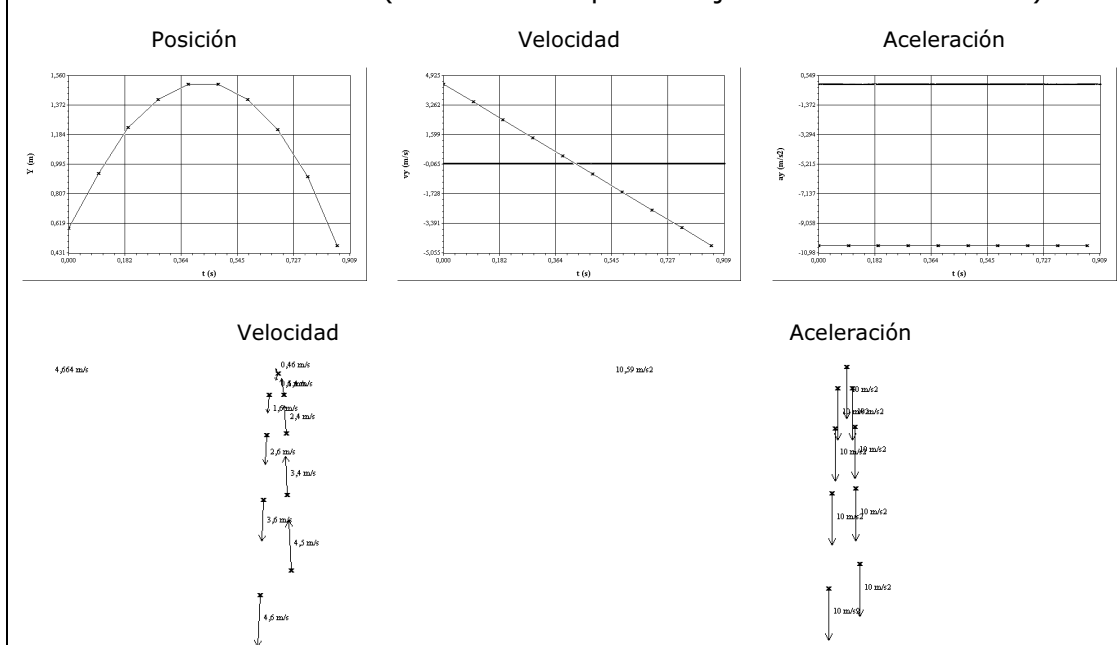 Posición
Velocidad
Aceleración
1,560
1,372
1,184
0,995
0,807
0,619
0,431
Y (m)
0,000
0,182
0,364
0,545
0,727
0,909
t (s)
4,925
3,262
1,599
-0,065
-1,728
-3,391
-5,055
vy (m/s)
0,000
0,182
0,364
0,545
0,727
0,909
t (s)
0,549
-1,372
-3,294
-5,215
-7,137
-9,058
-10,98
ay (m/s2)
0,000
0,182
0,364
0,545
0,727
0,909
t (s)
Velocidad
Aceleración
4,664 m/s
0,46 m/s
1,6 m/s
2,4 m/s
2,6 m/s
3,4 m/s
3,6 m/s
4,5 m/s
4,6 m/s
10,59 m/s2
10 m/s2
10 m/s2
10 m/s2
10 m/s2
10 m/s2
10 m/s2
10 m/s2
10 m/s2